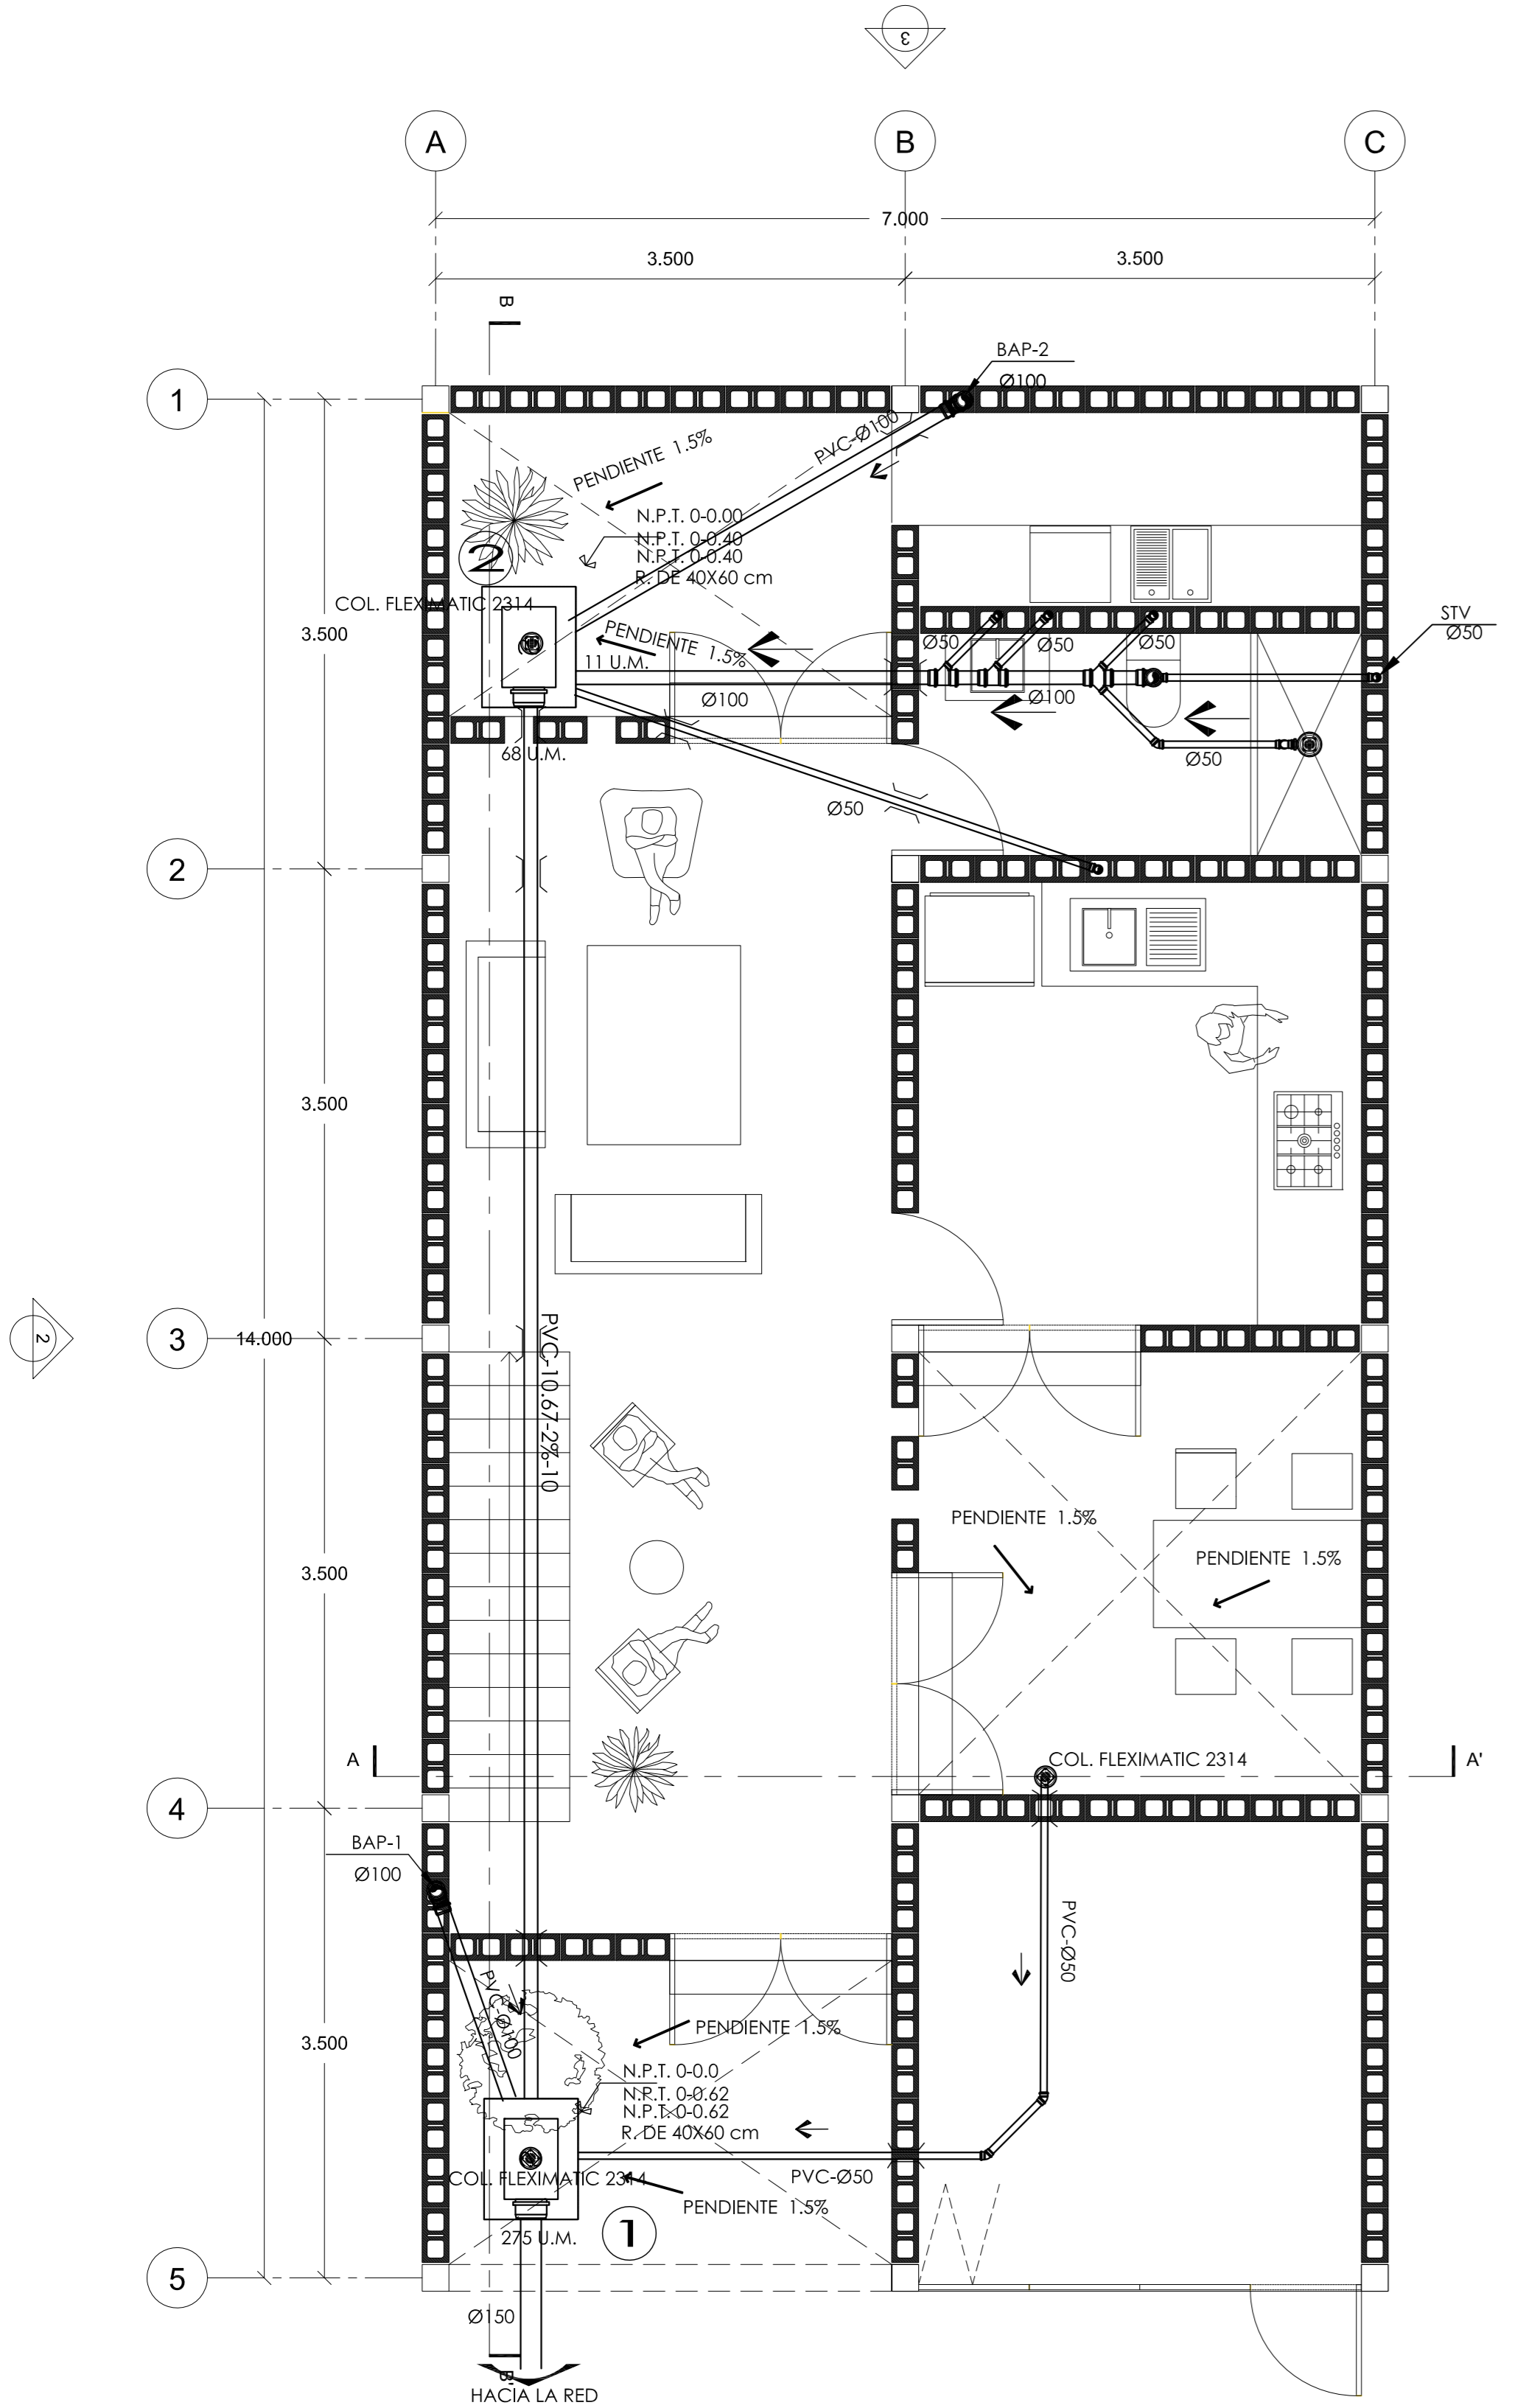 3
A
B
C
7.000
3.500
3.500
B
BAP-2
Ø100
1
PVC-Ø100
PENDIENTE 1.5%
N.P.T. 0-0.00
N.P.T. 0-0.40
N.P.T. 0-0.40
R. DE 40X60 cm
2
COL. FLEXIMATIC 2314
STV
Ø50
3.500
PENDIENTE 1.5%
11 U.M.
Ø50
Ø50
Ø50
Ø100
Ø100
68 U.M.
Ø50
Ø50
2
3.500
2
3
14.000
PVC-10.67-2%-10
PENDIENTE 1.5%
PENDIENTE 1.5%
3.500
A
COL. FLEXIMATIC 2314
A'
4
BAP-1
Ø100
PVC-Ø50
PVC-Ø100
3.500
PENDIENTE 1.5%
N.P.T. 0-0.0
N.P.T. 0-0.62
N.P.T. 0-0.62
R. DE 40X60 cm
COL. FLEXIMATIC 2314
PVC-Ø50
PENDIENTE 1.5%
275 U.M.
1
5
Ø150
B'
HACIA LA RED